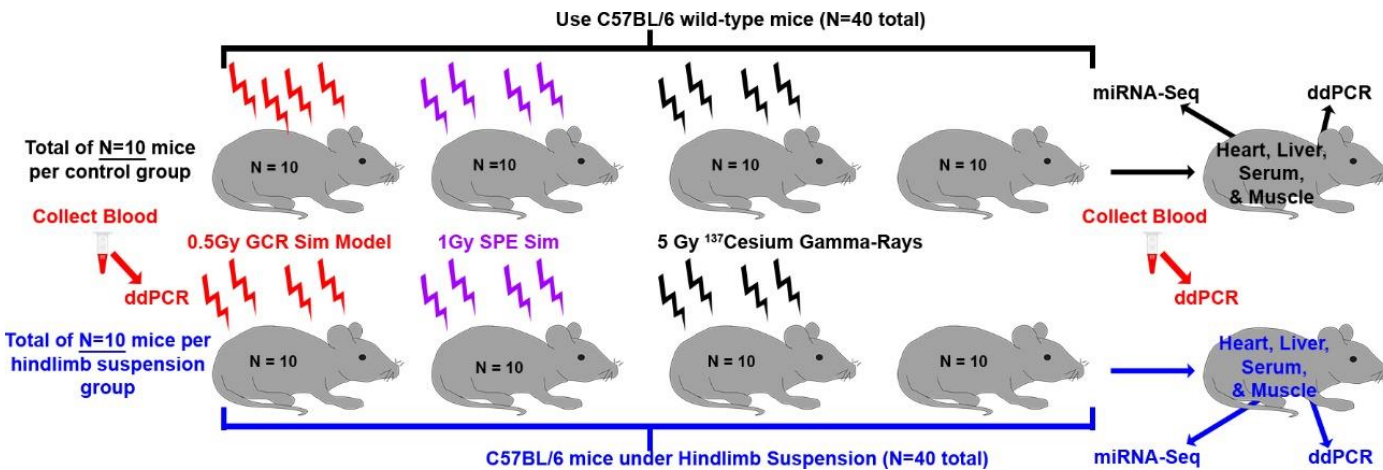 Use C57BL/6 wild-type mice (N=40 total)
miRNA-Seq
ddPCR
Total of N=10 mice
per control group
N = 10
N =10
N = 10
N = 10
Heart, Liver,
Serum,
& Muscle
Collect Blood
ddPCR
0.5Gy GCR Sim Model
1Gy SPE Sim
5 Gy ¹³⁷Cesium Gamma-Rays
Collect Blood
ddPCR
Total of N=10 mice per
hindlimb suspension
group
N = 10
N = 10
N = 10
N = 10
Heart, Liver,
Serum,
& Muscle
C57BL/6 mice under Hindlimb Suspension (N=40 total)
miRNA-Seq
ddPCR